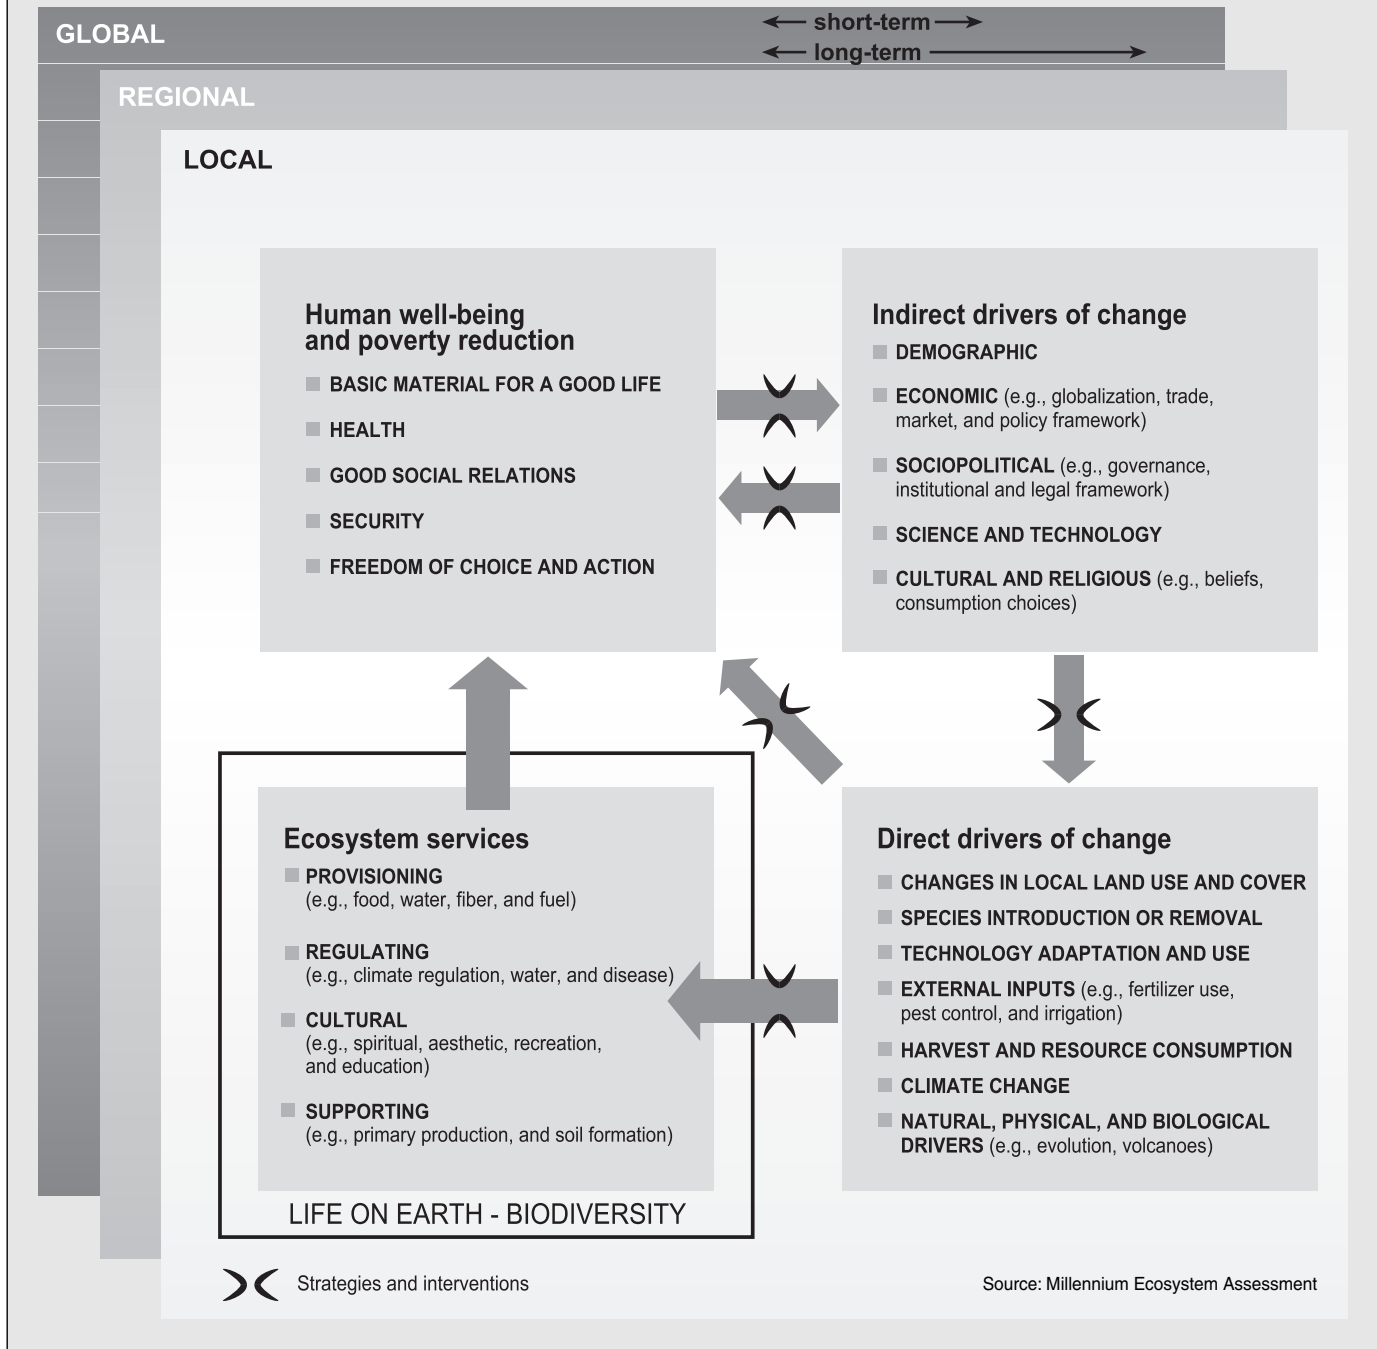 GLOBAL
short-term
long-term
REGIONAL
LOCAL
Human well-being
and poverty reduction
BASIC MATERIAL FOR A GOOD LIFE
HEALTH
GOOD SOCIAL RELATIONS
SECURITY
FREEDOM OF CHOICE AND ACTION
Indirect drivers of change
DEMOGRAPHIC
ECONOMIC (e.g., globalization, trade,
market, and policy framework)
SOCIOPOLITICAL (e.g., governance,
institutional and legal framework)
SCIENCE AND TECHNOLOGY
CULTURAL AND RELIGIOUS (e.g., beliefs,
consumption choices)
Ecosystem services
PROVISIONING
(e.g., food, water, fiber, and fuel)
REGULATING
(e.g., climate regulation, water, and disease)
CULTURAL
(e.g., spiritual, aesthetic, recreation,
and education)
SUPPORTING
(e.g., primary production, and soil formation)
LIFE ON EARTH - BIODIVERSITY
Direct drivers of change
CHANGES IN LOCAL LAND USE AND COVER
SPECIES INTRODUCTION OR REMOVAL
TECHNOLOGY ADAPTATION AND USE
EXTERNAL INPUTS (e.g., fertilizer use,
pest control, and irrigation)
HARVEST AND RESOURCE CONSUMPTION
CLIMATE CHANGE
NATURAL, PHYSICAL, AND BIOLOGICAL
DRIVERS (e.g., evolution, volcanoes)
Strategies and interventions
Source: Millennium Ecosystem Assessment